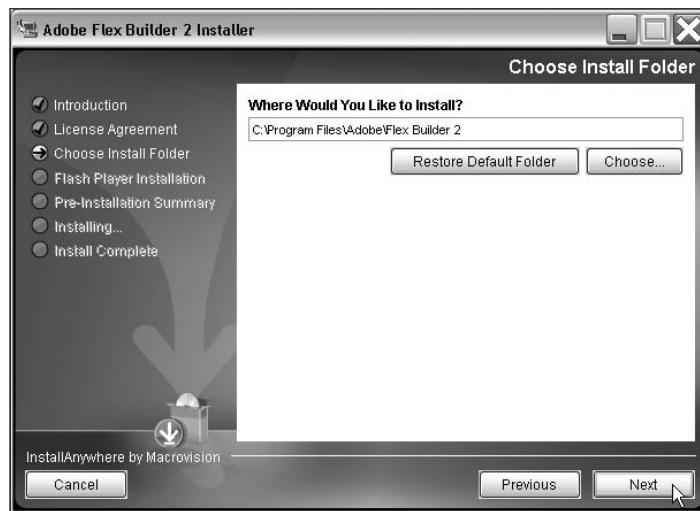 Adobe Flex Builder 2 Installer
Choose Install Folder
Introduction
License Agreement
Choose Install Folder
Flash Player Installation
Pre-Installation Summary
Installing...
Install Complete
Where Would You Like to Install?
C:\Program Files\Adobe\Flex Builder 2
Restore Default Folder
Choose...
InstallAnywhere by Macrovision
Cancel
Previous
Next